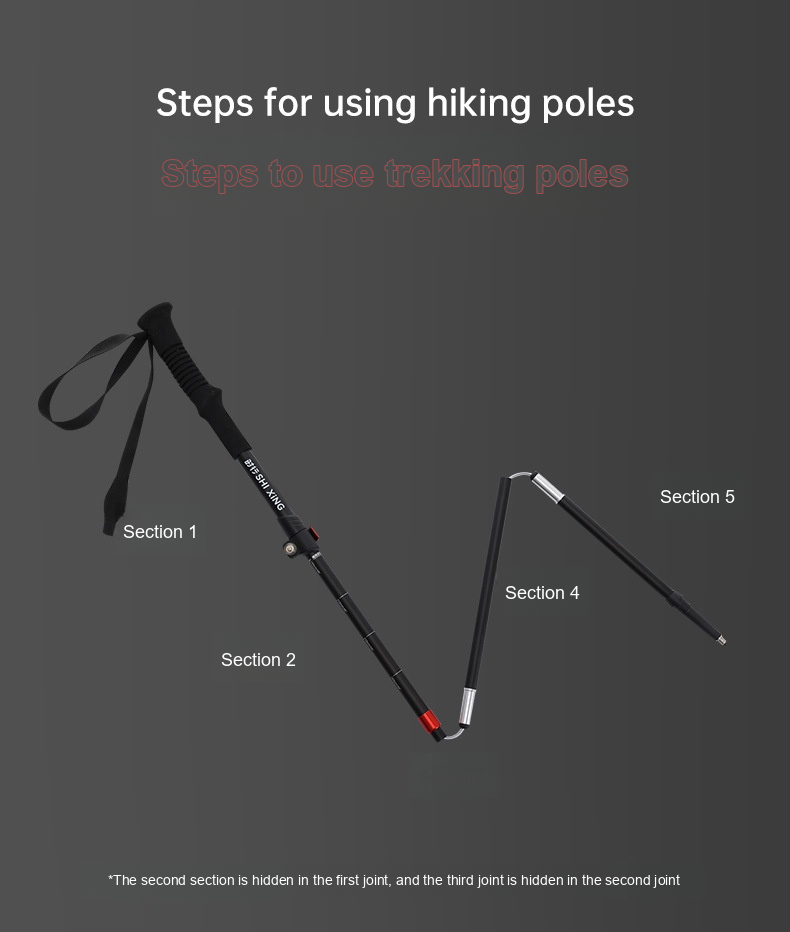 Steps for using hiking poles
Steps to use trekking poles
SHI XING
Section 1
Section 2
Section 4
Section 5
*The second section is hidden in the first joint, and the third joint is hidden in the second joint